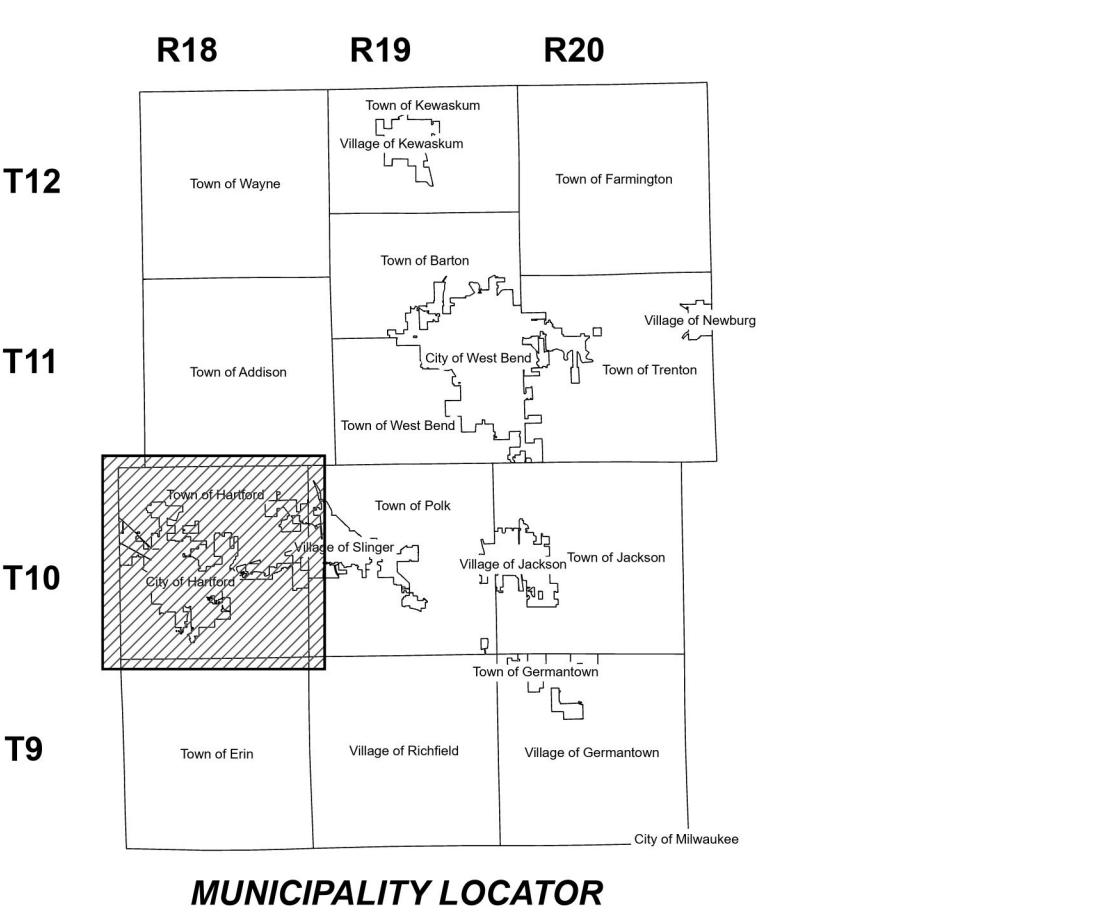 R18 R19 R20
Town of Kewaskum
Village of Kewaskum
T12
Town of Wayne
Town of Farmington
Town of Barton
Village of Newburg
T11
City of West Bend
Town of Addison
Town of Trenton
Town of West Bend
Town of Hartford
Town of Polk
Village of Slinger
Town of Jackson
Village of Jackson
T10
City of Hartford
Town of Germantown
T9
Town of Erin
Village of Richfield
Village of Germantown
City of Milwaukee
MUNICIPALITY LOCATOR